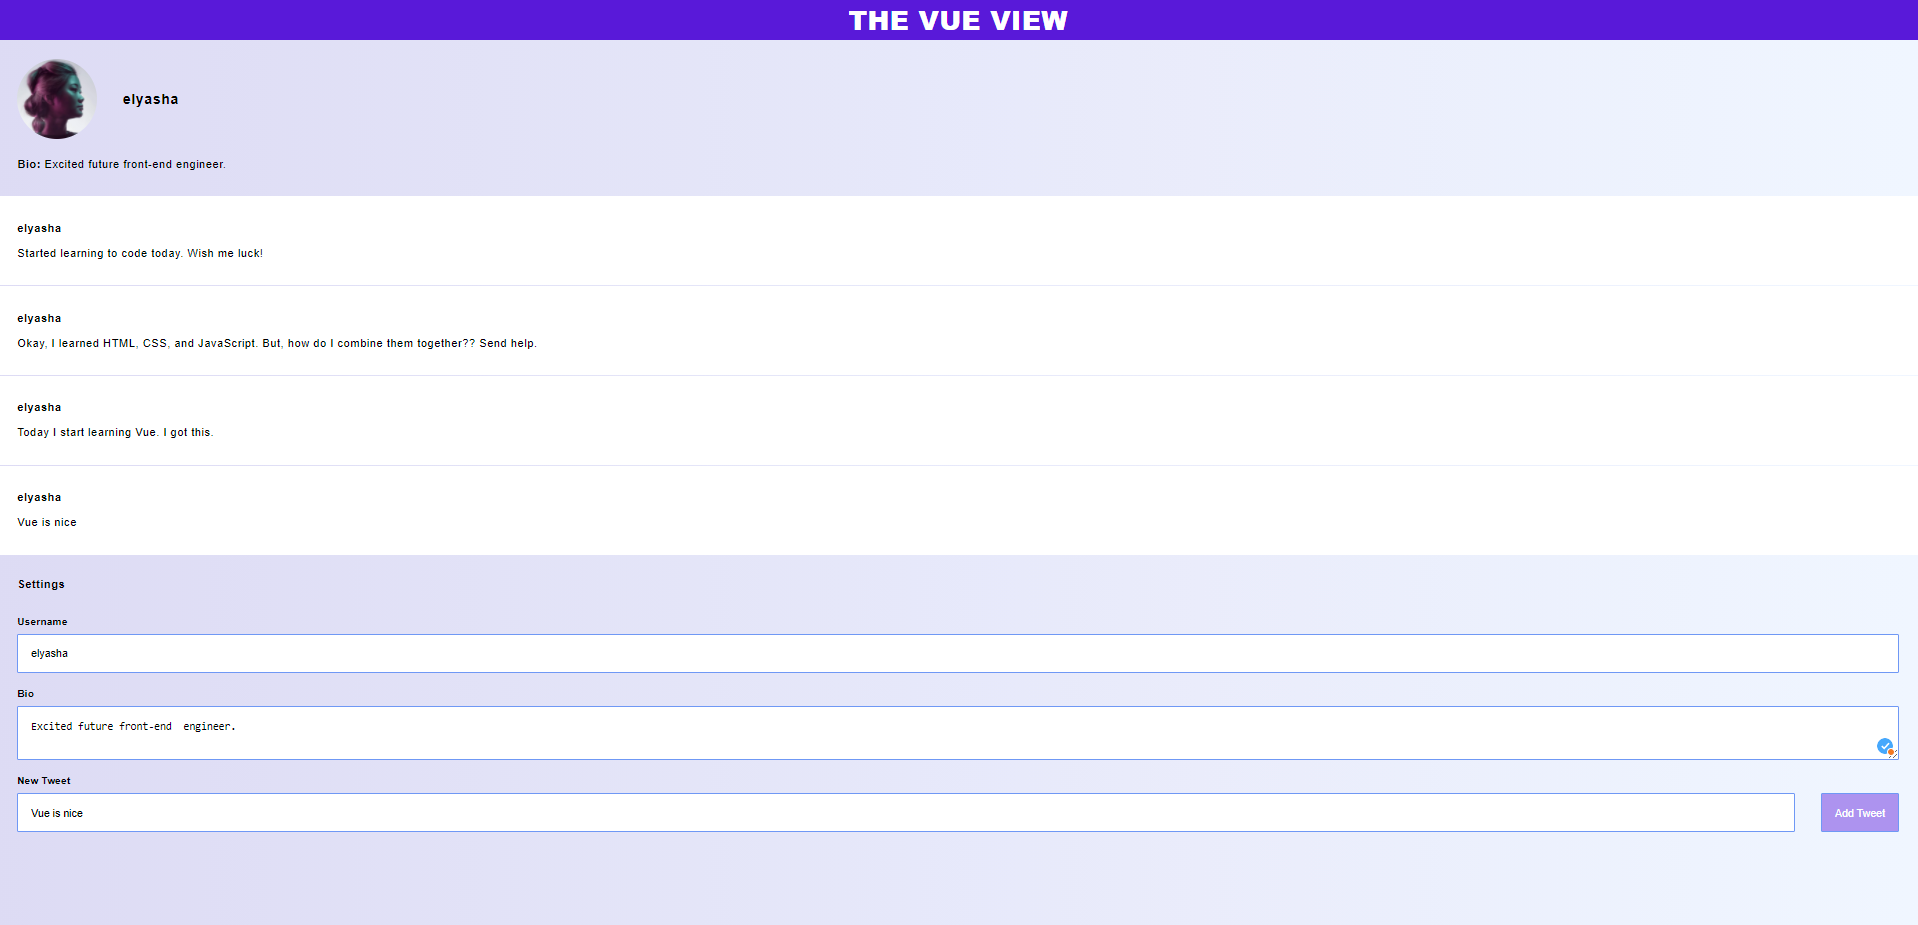 THE VUE VIEW
elyasha
Bio: Excited future front-end engineer.
elyasha
Started learning to code today. Wish me luck!
elyasha
Okay, I learned HTML, CSS, and JavaScript. But, how do I combine them together?? Send help.
elyasha
Today I start learning Vue. I got this.
elyasha
Vue is nice
Settings
Username
elyasha
Bio
Excited future front-end  engineer.
New Tweet
Vue is nice
Add Tweet